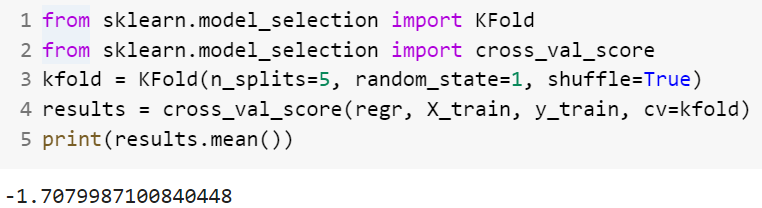 1 from sklearn.model_selection import KFold
2 from sklearn.model_selection import cross_val_score
3 kfold = KFold(n_splits=5, random_state=1, shuffle=True)
4 results = cross_val_score(regr, X_train, y_train, cv=kfold)
5 print(results.mean())
-1.7079987100840448